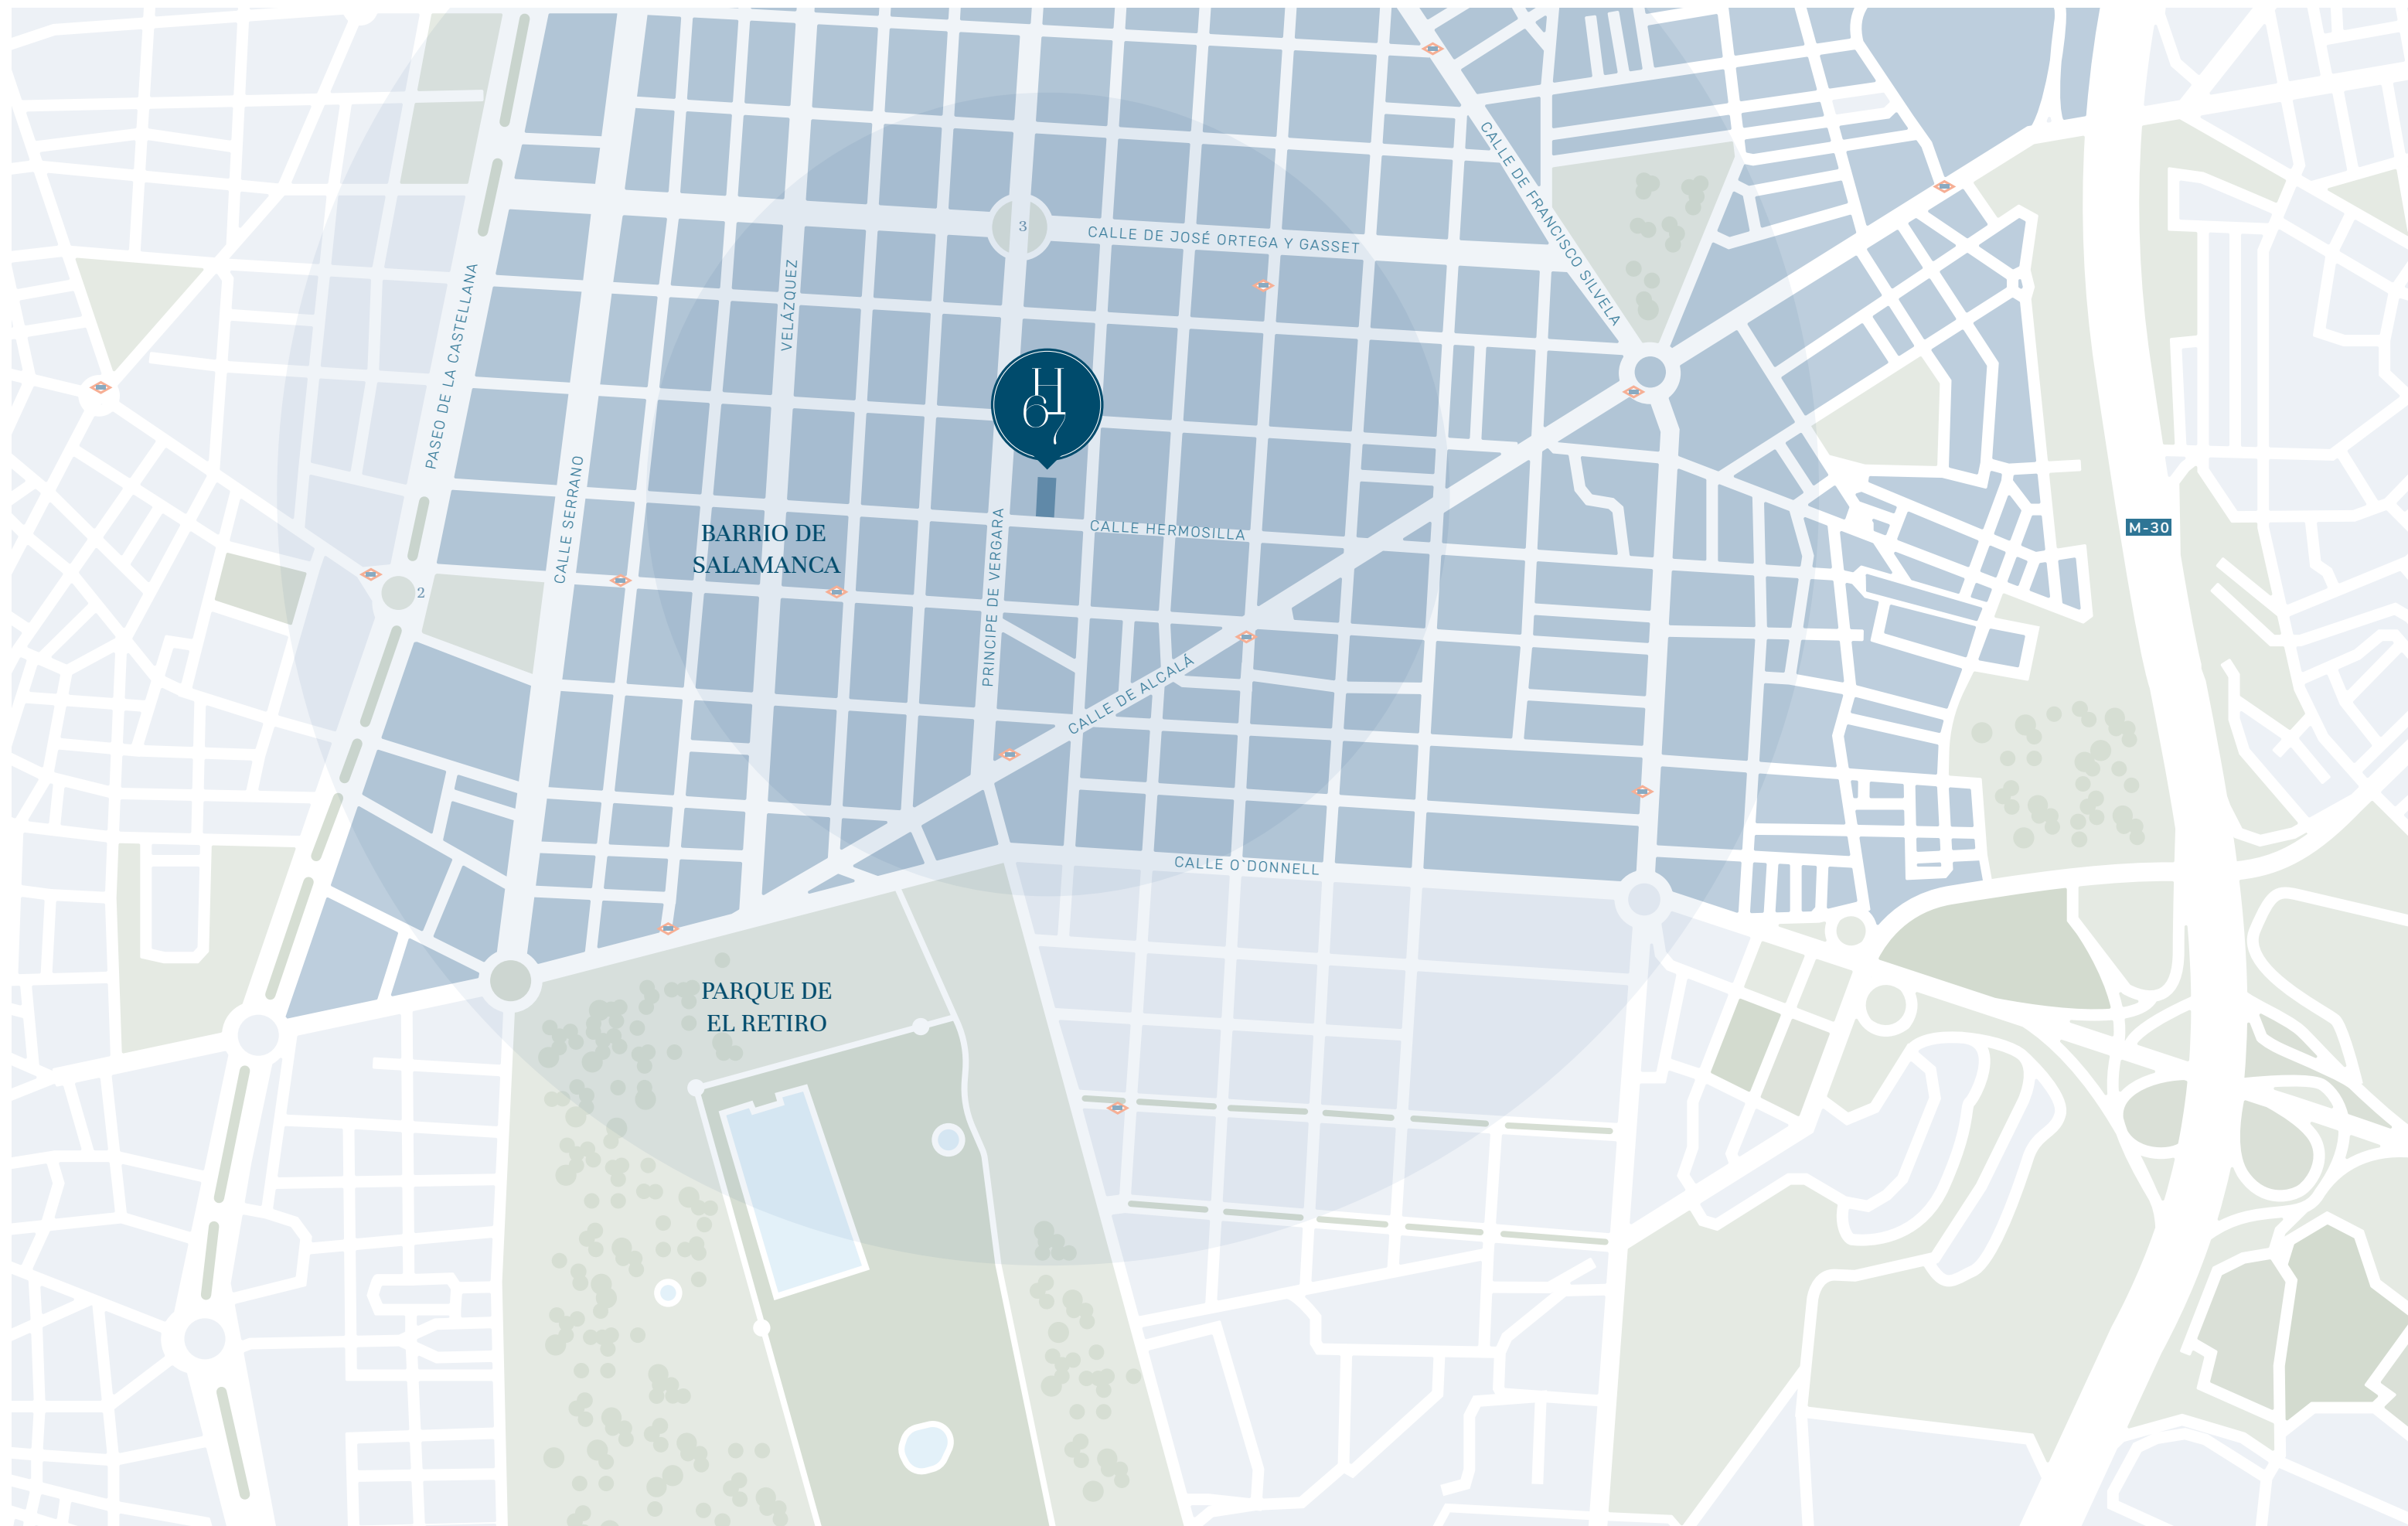 CALLE DE FRANCISCO SILVELA
3
CALLE DE JOSÉ ORTEGA Y GASSET
PASEO DE LA CASTELLANA
VELÁZQUEZ
H
67
CALLE SERRANO
BARRIO DE
SALAMANCA
PRINCIPE DE VERGARA
CALLE HERMOSILLA
M-30
2
CALLE DE ALCALÁ
CALLE O`DONNELL
PARQUE DE
EL RETIRO